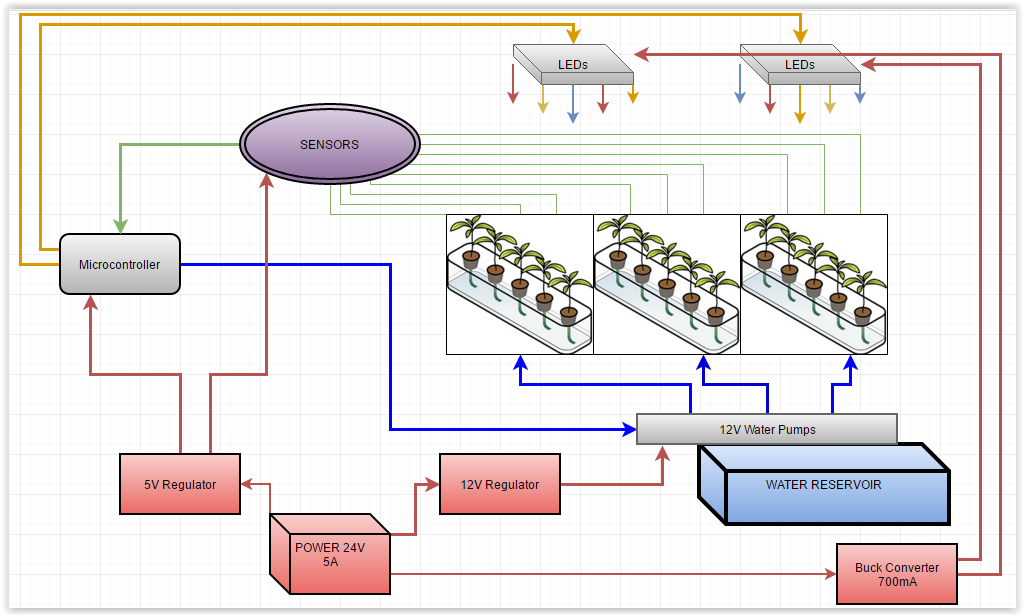 LEDs
LEDs
SENSORS
Microcontroller
12V Water Pumps
5V Regulator
12V Regulator
WATER RESERVOIR
POWER 24V
5A
Buck Converter
700mA